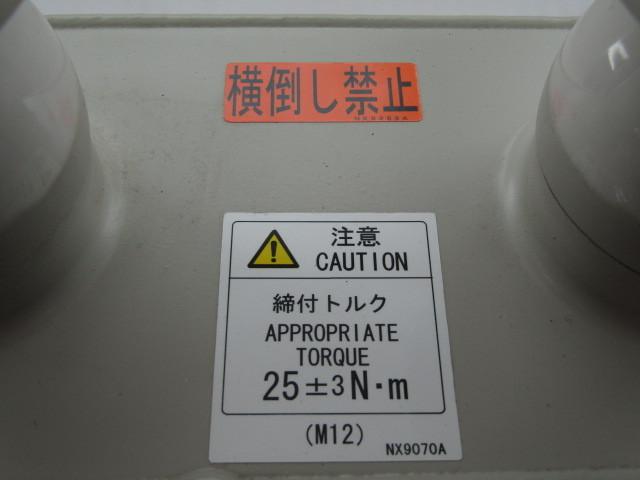 横倒し禁止
注意
CAUTION
締付トルク
APPROPRIATE
TORQUE
25±3N・m
(M12)
NX9070A